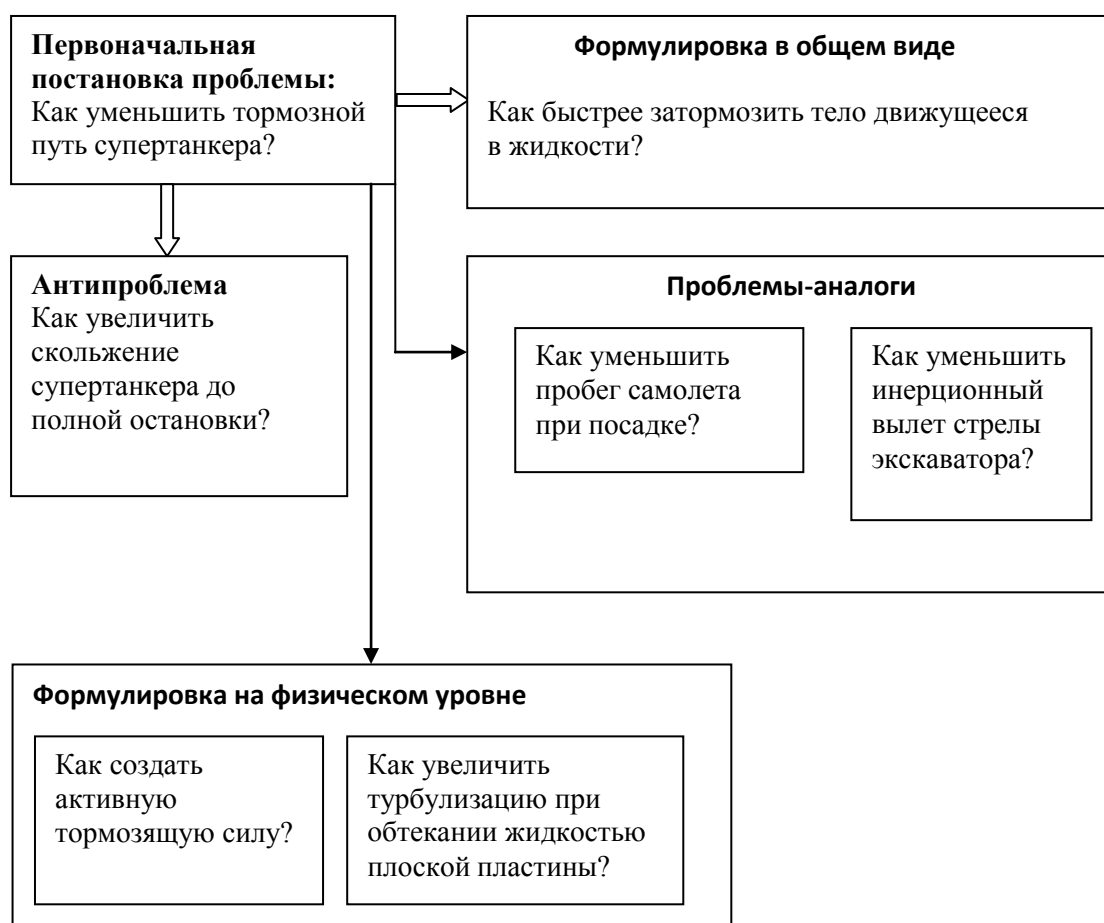 Первоначальная
постановка проблемы:
Как уменьшить тормозной
путь супертанкера?
Формулировка в общем виде
Как быстрее затормозить тело движущееся
в жидкости?
Антипроблема
Как увеличить
скольжение
супертанкера до
полной остановки?
Проблемы-аналоги
Как уменьшить
пробег самолета
при посадке?
Как уменьшить
инерционный
вылет стрелы
экскаватора?
Формулировка на физическом уровне
Как создать
активную
тормозящую силу?
Как увеличить
турбулизацию при
обтекании жидкостью
плоской пластины?